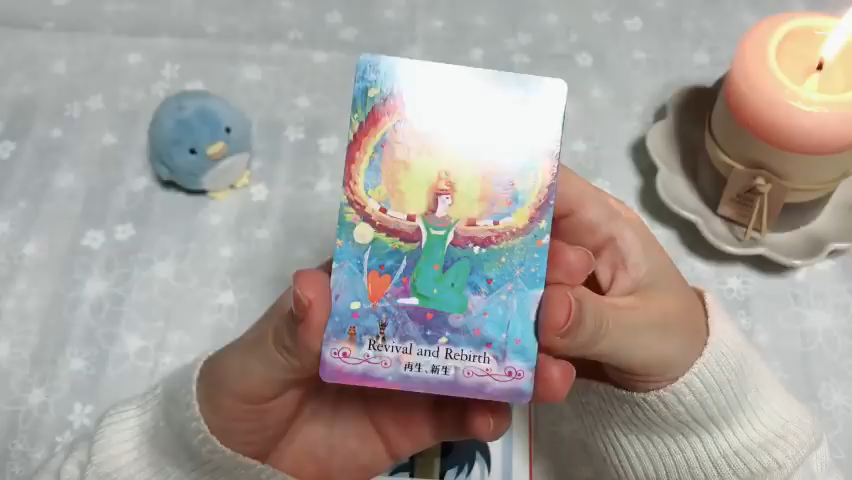 Revival and Rebirth
再生、新生